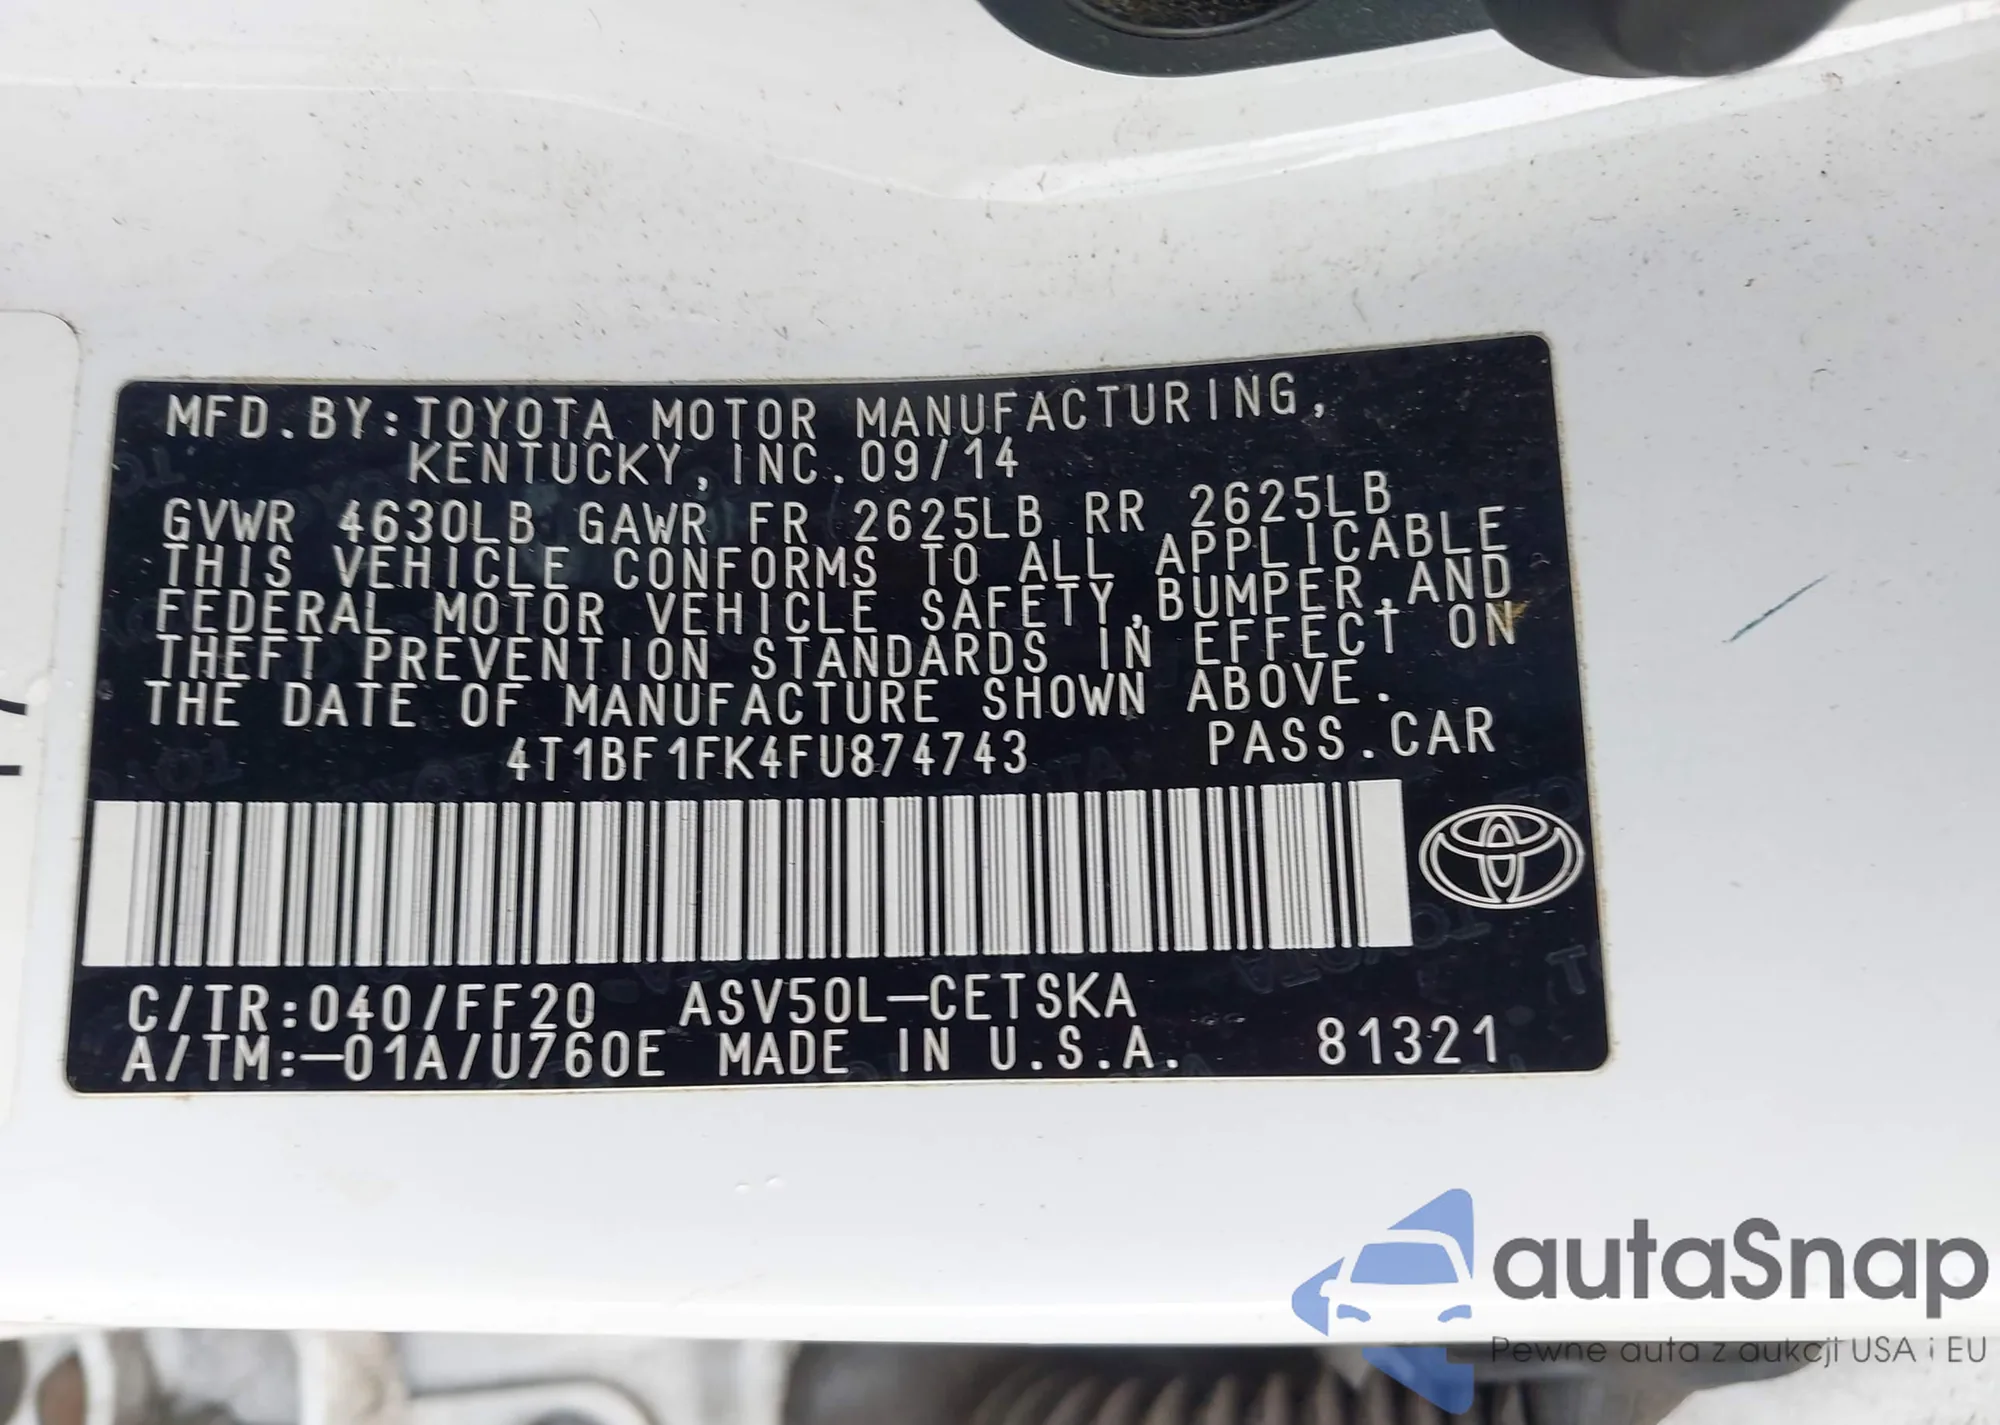 MFD.BY:TOYOTA MOTOR MANUFACTURING,
KENTUCKY, INC.09/14
GVWR 4630LB GAWR FR 2625LB RR 2625LB
THIS VEHICLE CONFORMS TO ALL APPLICABLE
FEDERAL MOTOR VEHICLE SAFETY,BUMPER,AND
THEFT PREVENTION STANDARDS IN EFFECT ON
THE DATE OF MANUFACTURE SHOWN ABOVE.
4T1BF1FK4FU874743 PASS.CAR
C/TR:040/FF20 ASV50L-CETSKA
A/TM:-01A/U760E MADE IN U.S.A. 81321
autaSnap
Pewne auta z aukcji USA i EU